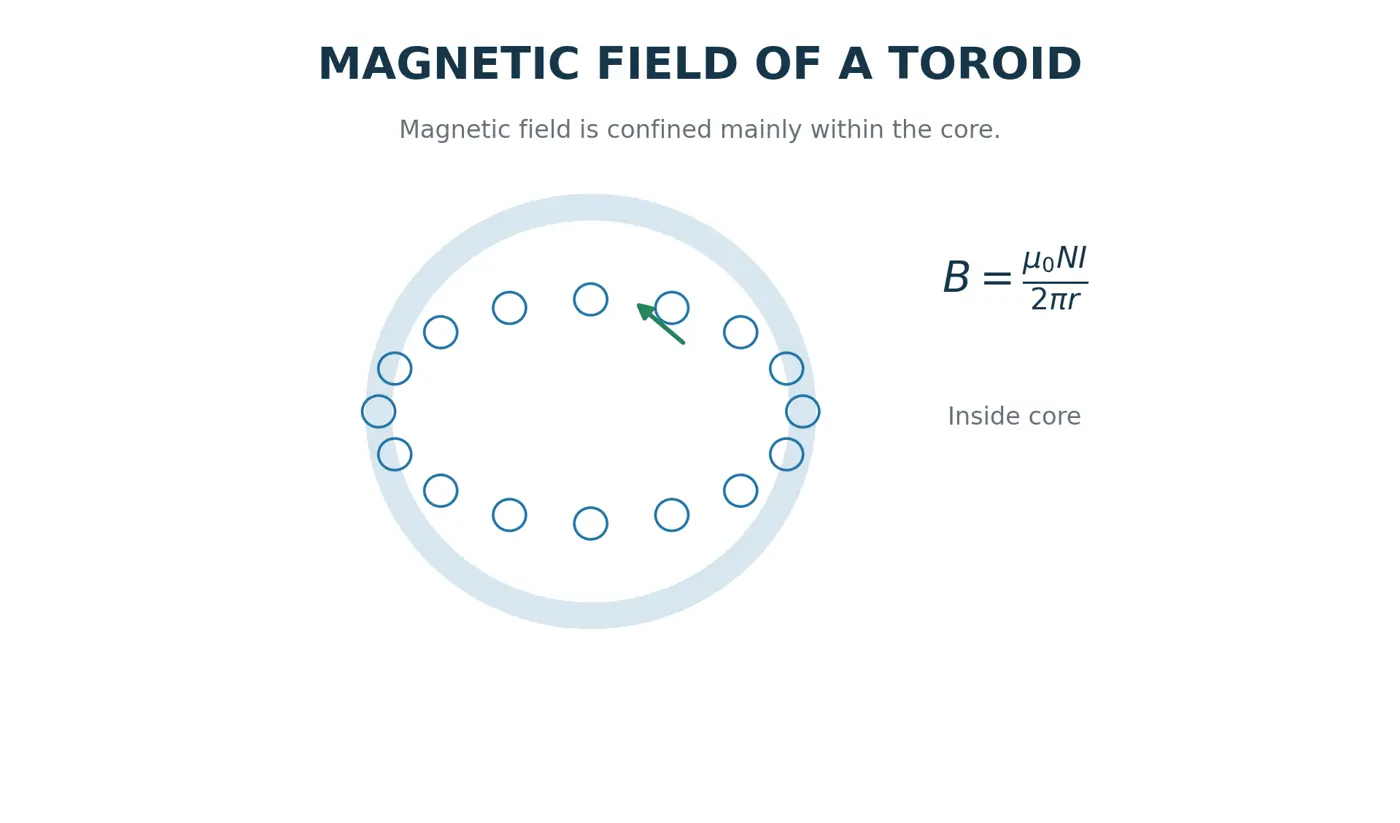 MAGNETIC FIELD OF A TOROID
Magnetic field is confined mainly within the core.
B = μ₀NI / 2πr
Inside core